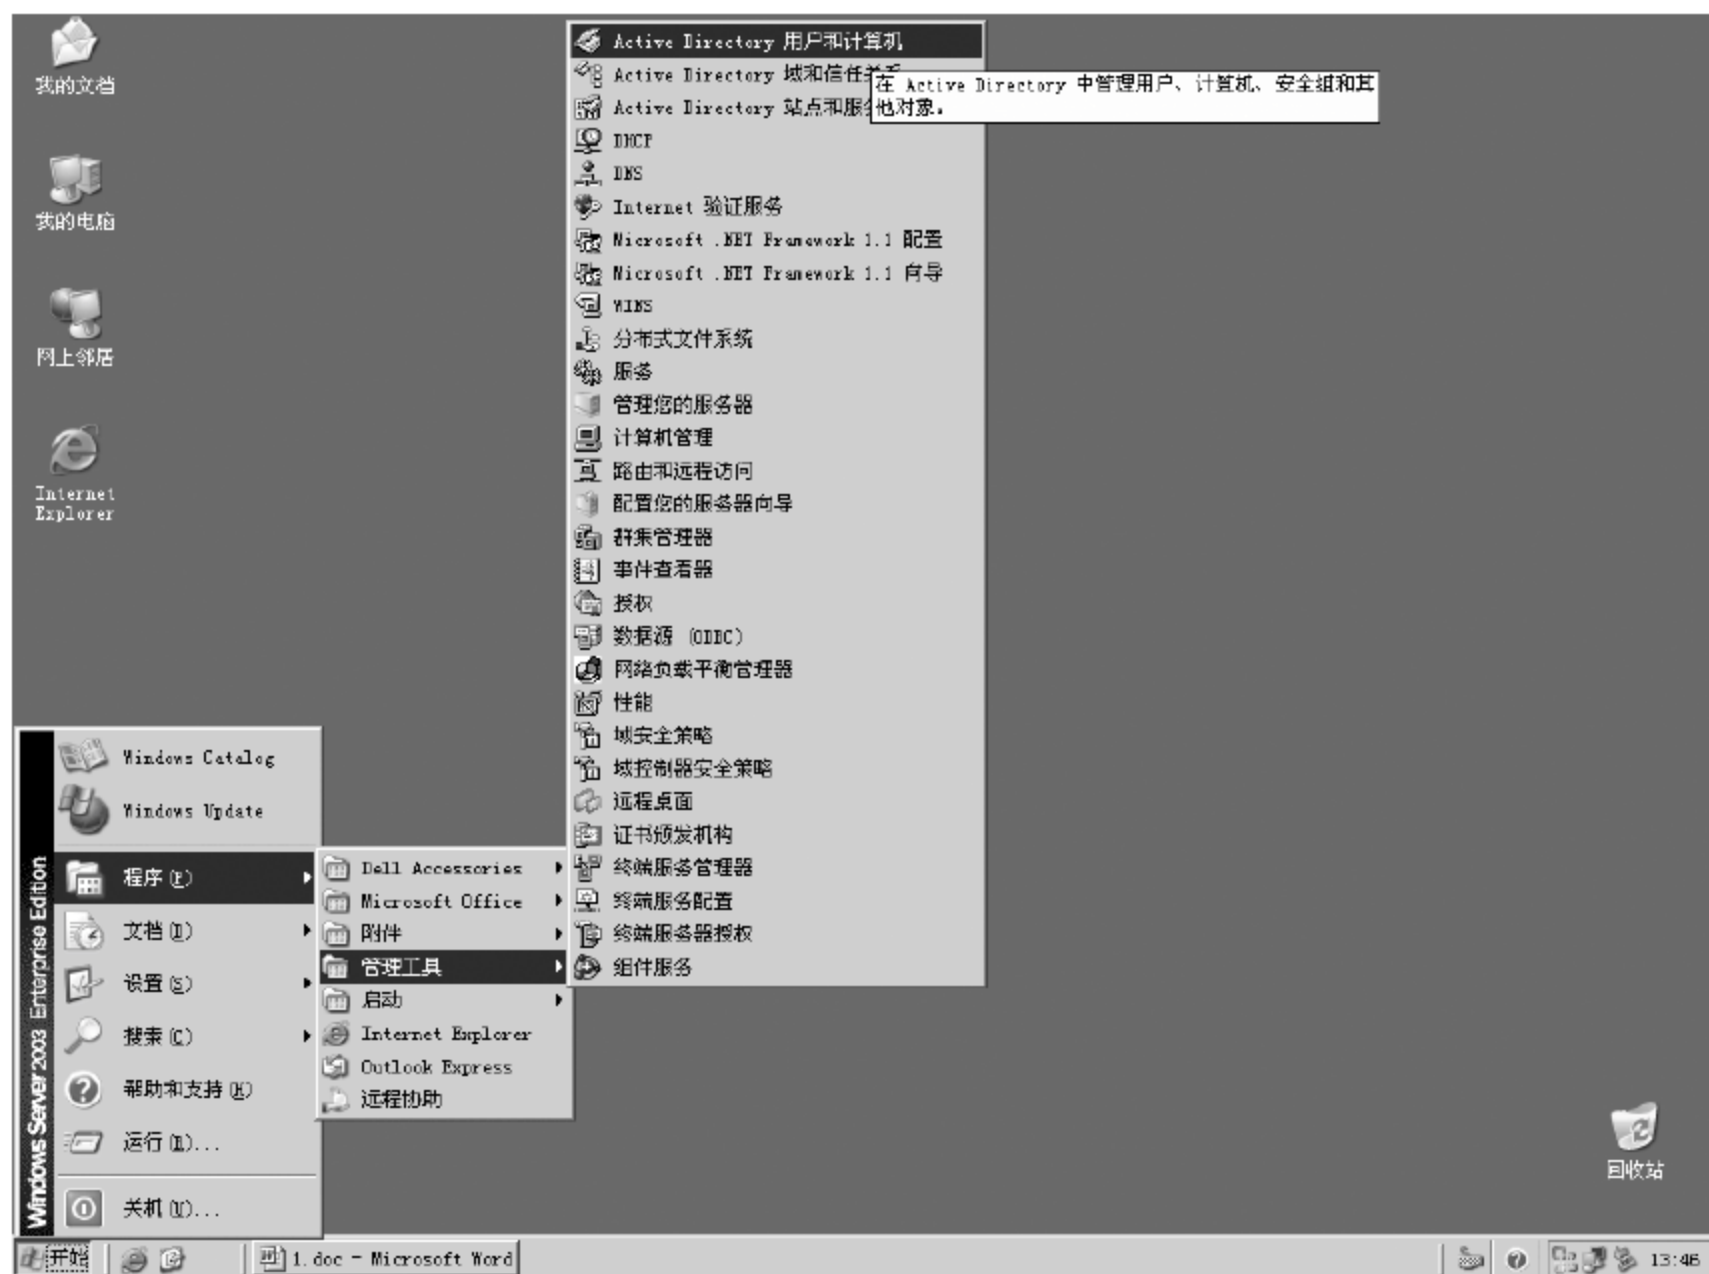 我的文档
我的电脑
网上邻居
Internet
Explorer
Active Directory 用户和计算机
Active Directory 域和信任关系
Active Directory 站点和服务
在 Active Directory 中管理用户、计算机、安全组和其
他对象。
DHCP
DNS
Internet 验证服务
Microsoft .NET Framework 1.1 配置
Microsoft .NET Framework 1.1 向导
WINS
分布式文件系统
服务
管理您的服务器
计算机管理
路由和远程访问
配置您的服务器向导
群集管理器
事件查看器
授权
数据源 (ODBC)
网络负载平衡管理器
性能
域安全策略
域控制器安全策略
远程桌面
证书颁发机构
终端服务管理器
终端服务配置
终端服务器授权
组件服务
Windows Catalog
Windows Update
程序(P)
文档(D)
设置(S)
搜索(C)
帮助和支持(H)
运行(R)...
关机(U)...
Windows Server 2003 Enterprise Edition
Dell Accessories
Microsoft Office
附件
管理工具
启动
Internet Explorer
Outlook Express
远程协助
回收站
开始
1.doc - Microsoft Word
13:46